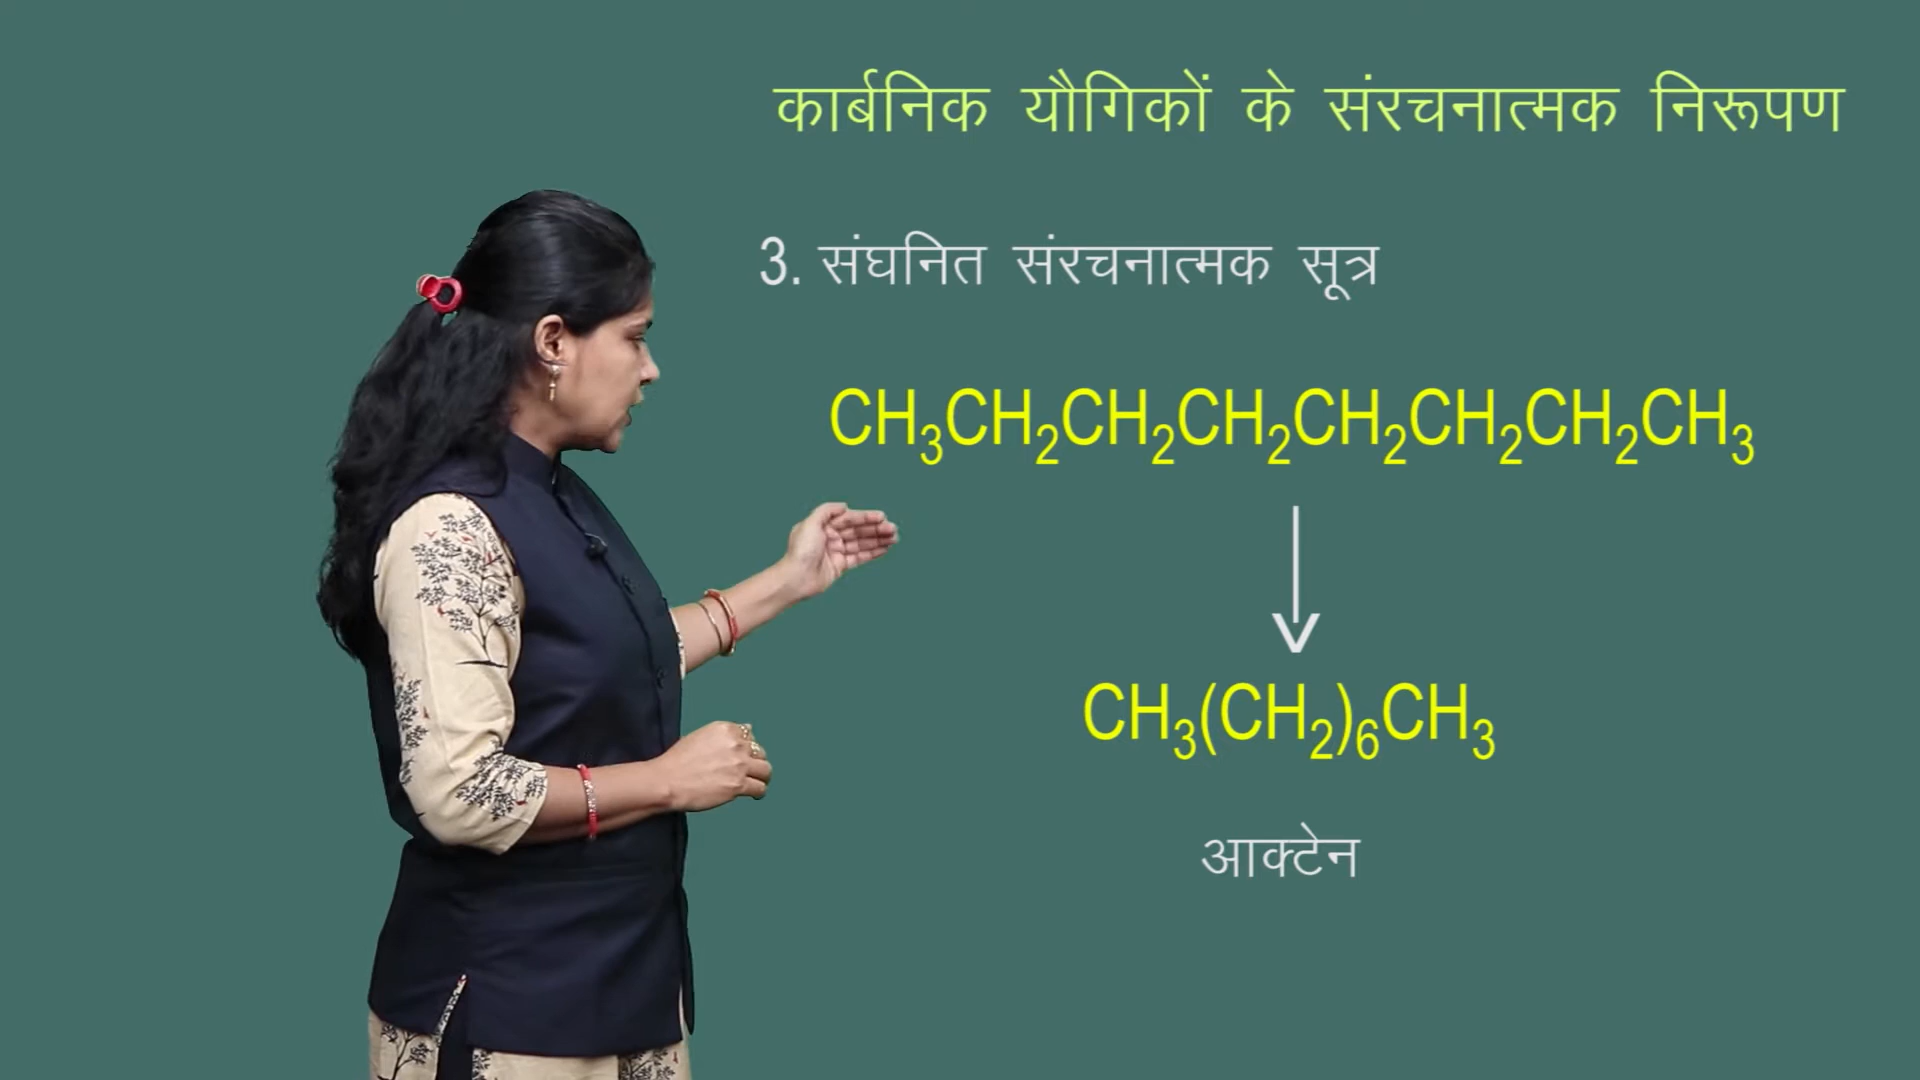 कार्बनिक यौगिकों के संरचनात्मक निरूपण
3. संघनित संरचनात्मक सूत्र
CH₃CH₂CH₂CH₂CH₂CH₂CH₂CH₃
CH₃(CH₂)₆CH₃
आक्टेन